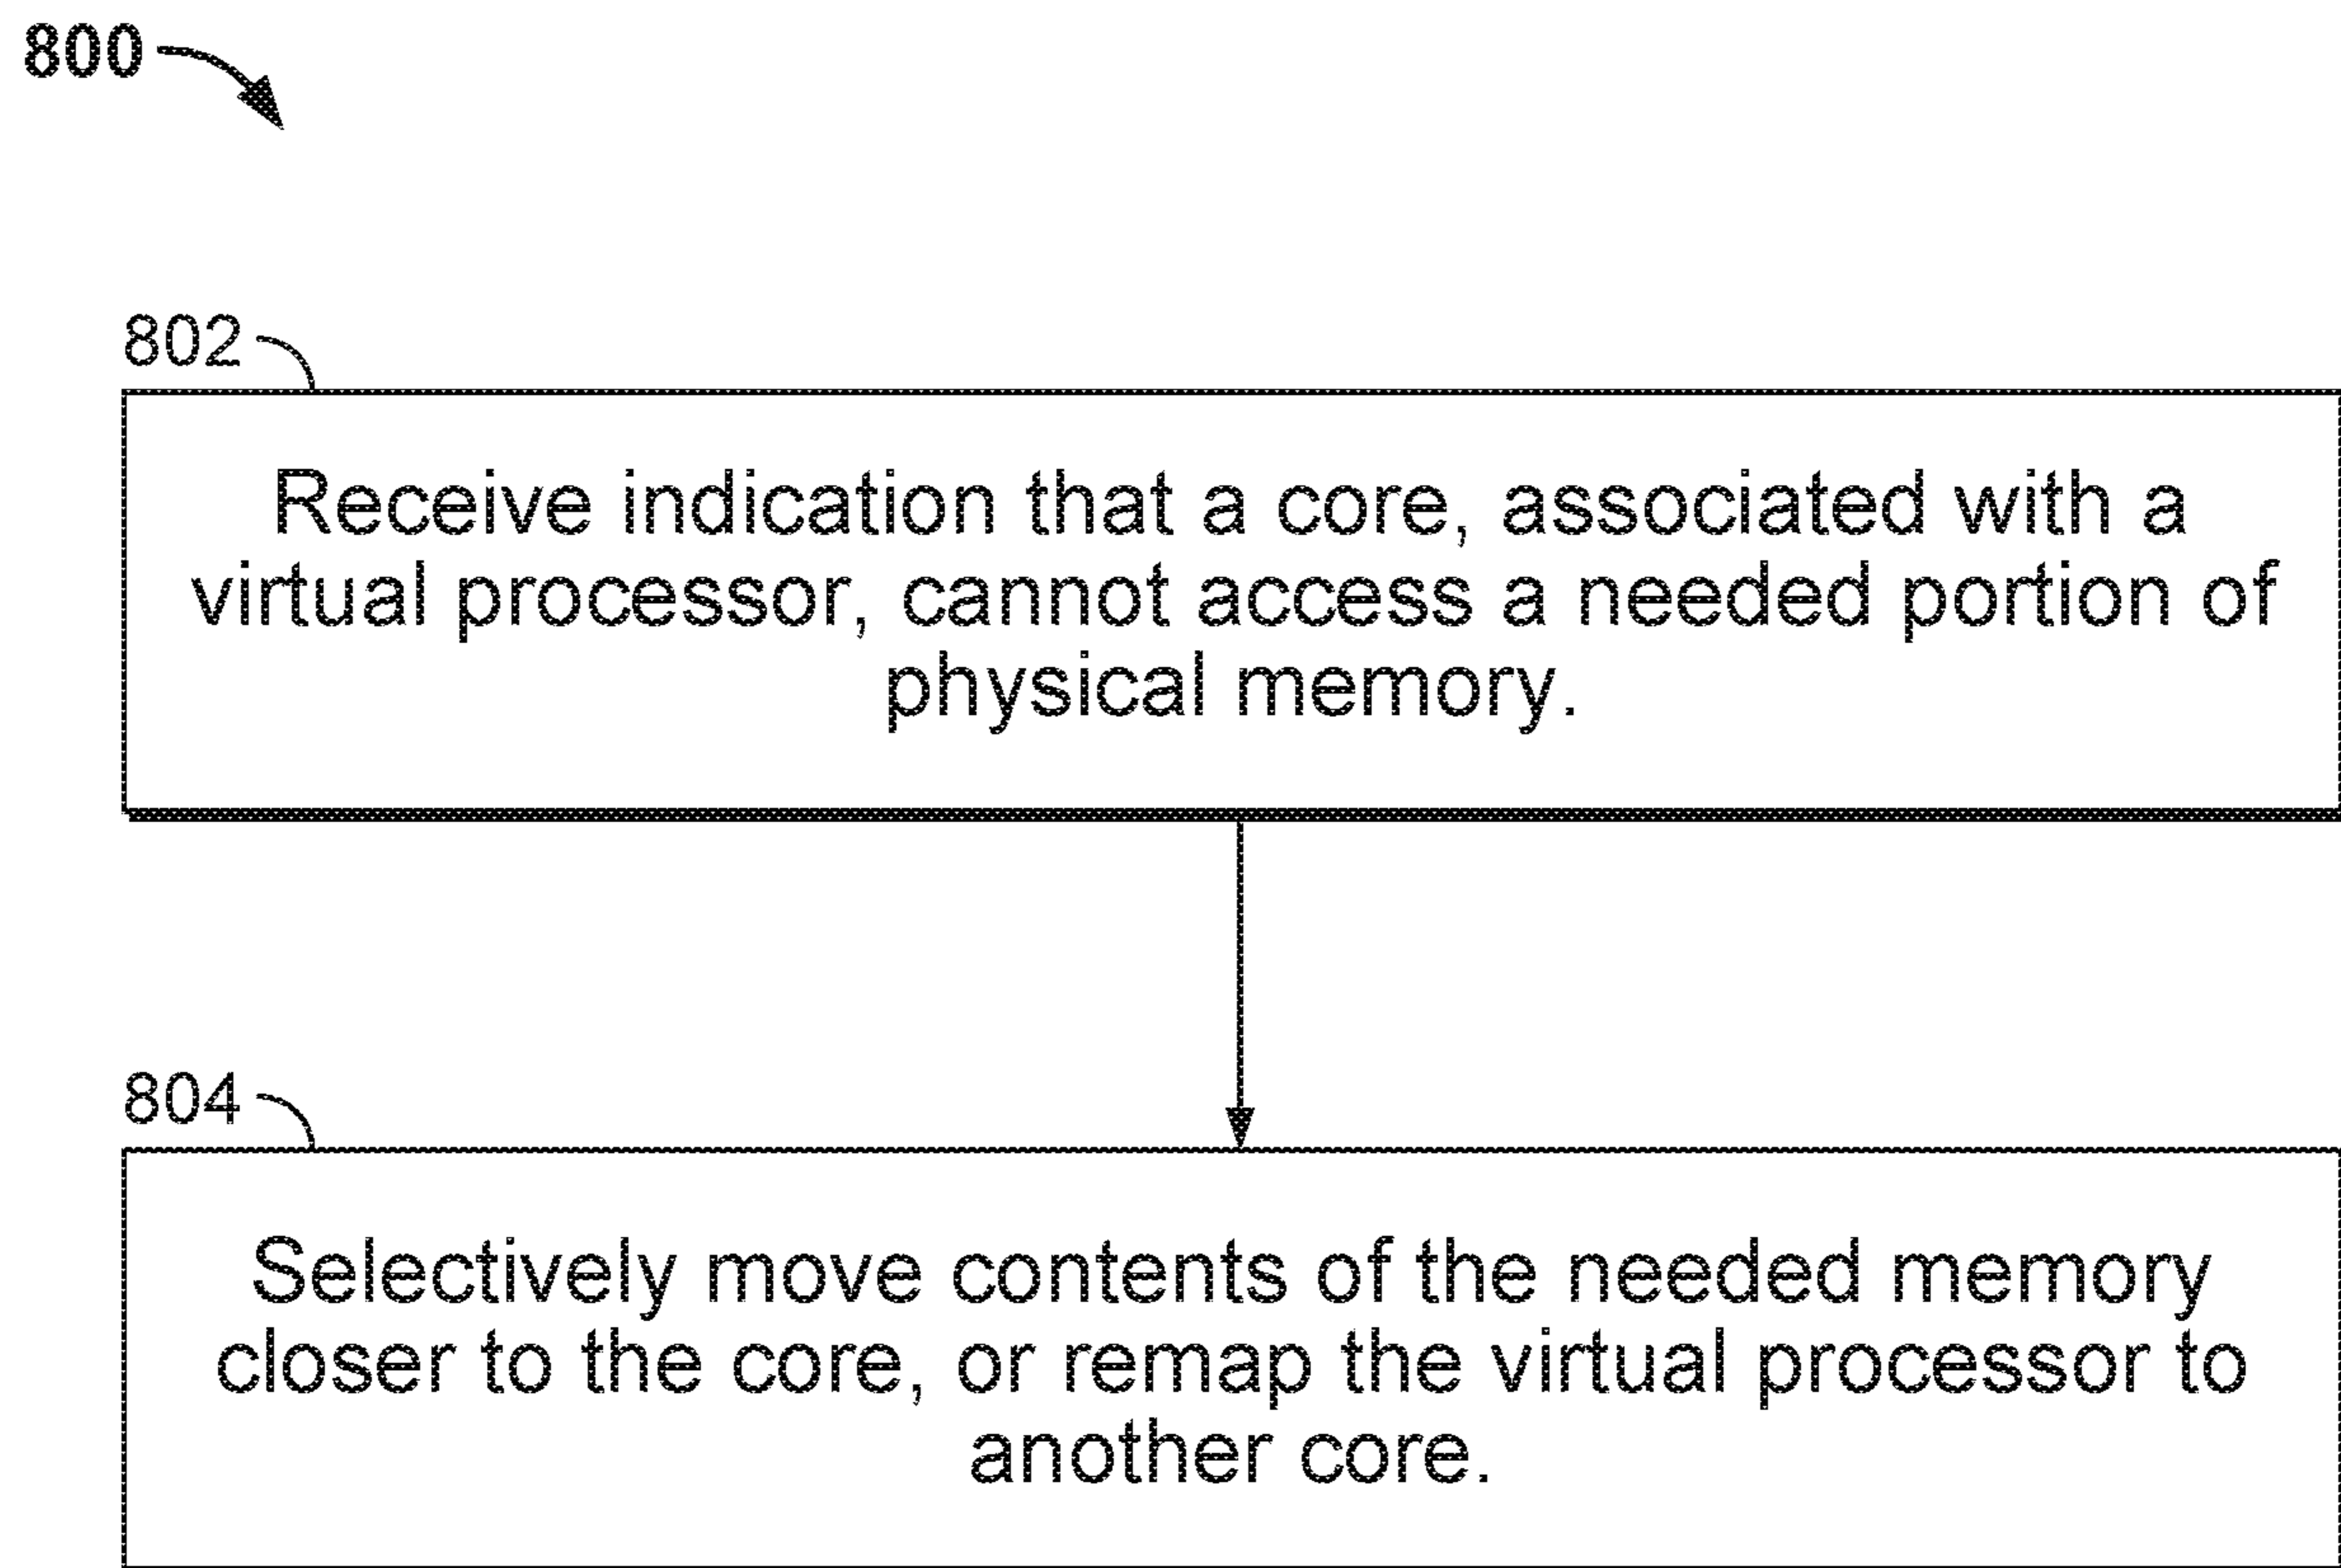 800
802
Receive indication that a core, associated with a
virtual processor, cannot access a needed portion of
physical memory.
804
Selectively move contents of the needed memory
closer to the core, or remap the virtual processor to
another core.